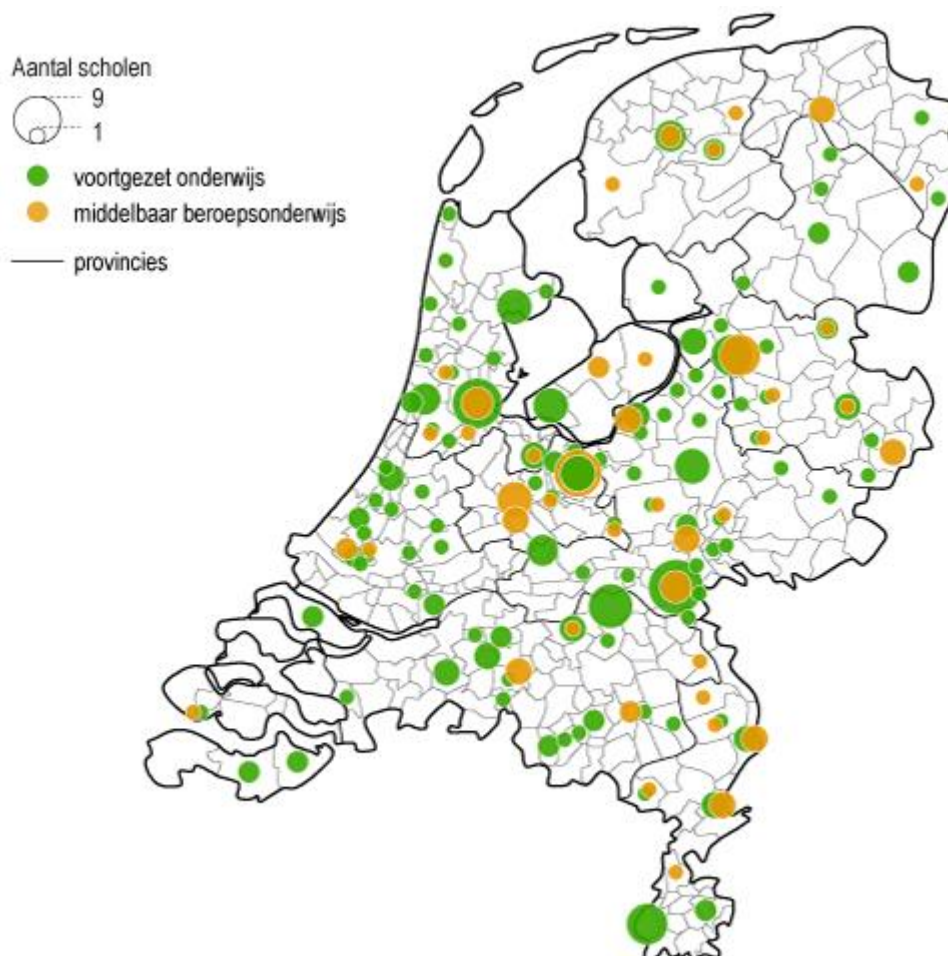 Aantal scholen
9
1
voortgezet onderwijs
middelbaar beroepsonderwijs
provincies